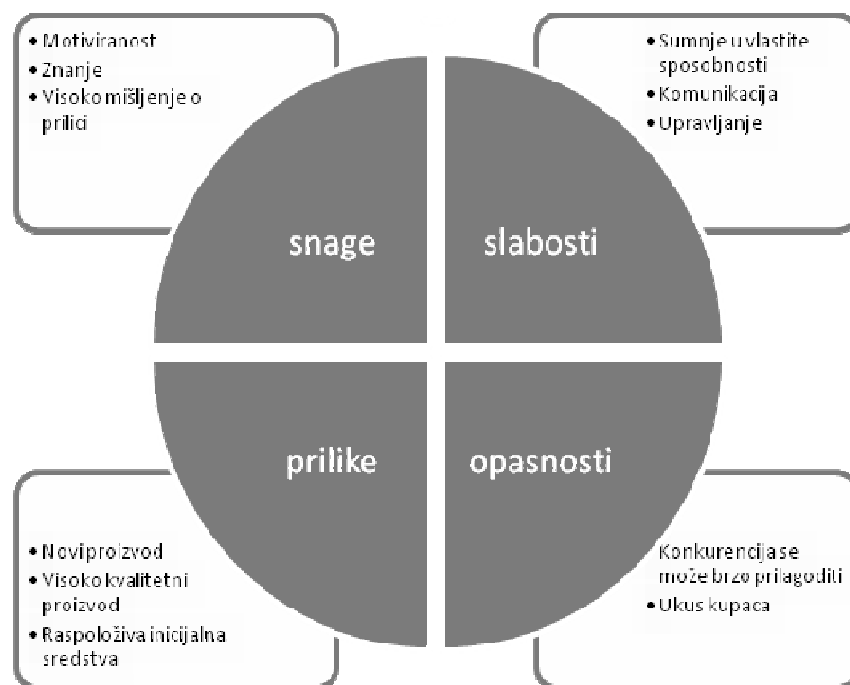 • Motiviranost
• Znanje
• Visoko mišljenje o
prilici
• Sumnje u vlastite
sposobnosti
• Komunikacija
• Upravljanje
snage
slabosti
prilike
opasnosti
• Novi proizvod
• Visoko kvalitetni
proizvod
• Raspoloživa inicijalna
sredstva
Konkurencija se
može brzo prilagoditi
• Ukus kupaca